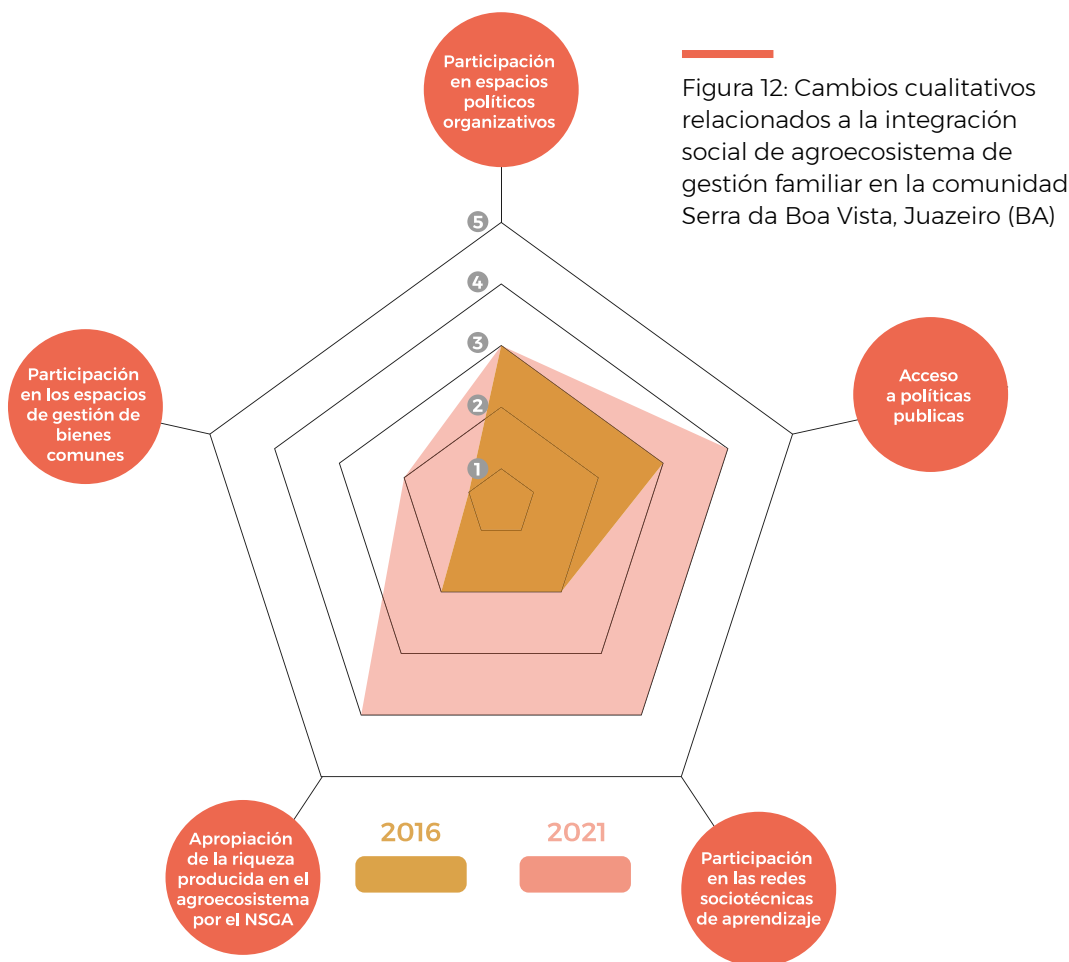 Participación
en espacios
políticos
organizativos
Figura 12: Cambios cualitativos
relacionados a la integración
social de agroecosistema de
gestión familiar en la comunidad
Serra da Boa Vista, Juazeiro (BA)
5
4
3
2
1
Participación
en los espacios
de gestión de
bienes
comunes
Acceso
a políticas
publicas
Apropiación
de la riqueza
producida en el
agroecosistema
por el NSGA
2016
2021
Participación
en las redes
sociotécnicas
de aprendizaje